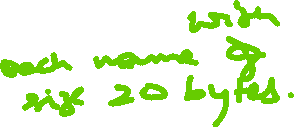 with
each name of
size 20 bytes.